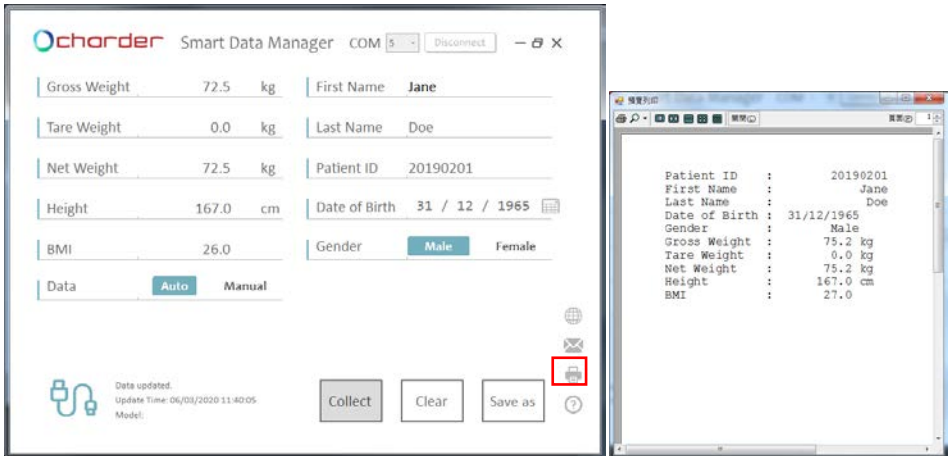 charder Smart Data Manager COM 5 Disconnect
Gross Weight 72.5 kg
Tare Weight 0.0 kg
Net Weight 72.5 kg
Height 167.0 cm
BMI 26.0
Data Auto Manual
First Name Jane
Last Name Doe
Patient ID 20190201
Date of Birth 31 / 12 / 1965
Gender Male Female
Data updated.
Update Time: 06/03/2020 11:40:05
Model:
Collect Clear Save as
預覽列印
關閉(C) 頁面(P) 1
Patient ID : 20190201
First Name : Jane
Last Name : Doe
Date of Birth : 31/12/1965
Gender : Male
Gross Weight : 75.2 kg
Tare Weight : 0.0 kg
Net Weight : 75.2 kg
Height : 167.0 cm
BMI : 27.0